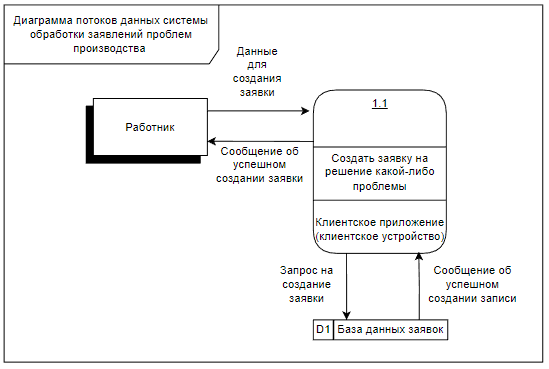 Диаграмма потоков данных системы
обработки заявлений проблем
производства
Данные
для
создания
заявки
Работник
1.1
Сообщение об
успешном
создании заявки
Создать заявку на
решение какой-либо
проблемы
Клиентское приложение
(клиентское устройство)
Запрос на
создание
заявки
Сообщение об
успешном
создании записи
D1 База данных заявок